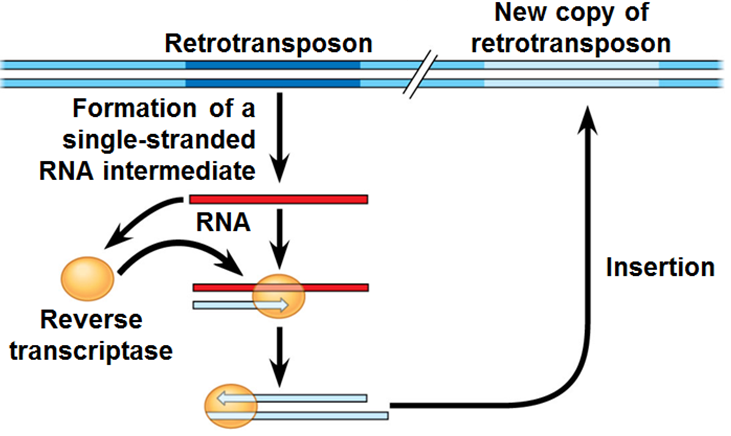 New copy of
retrotransposon
Retrotransposon
Formation of a
single-stranded
RNA intermediate
RNA
Insertion
Reverse
transcriptase